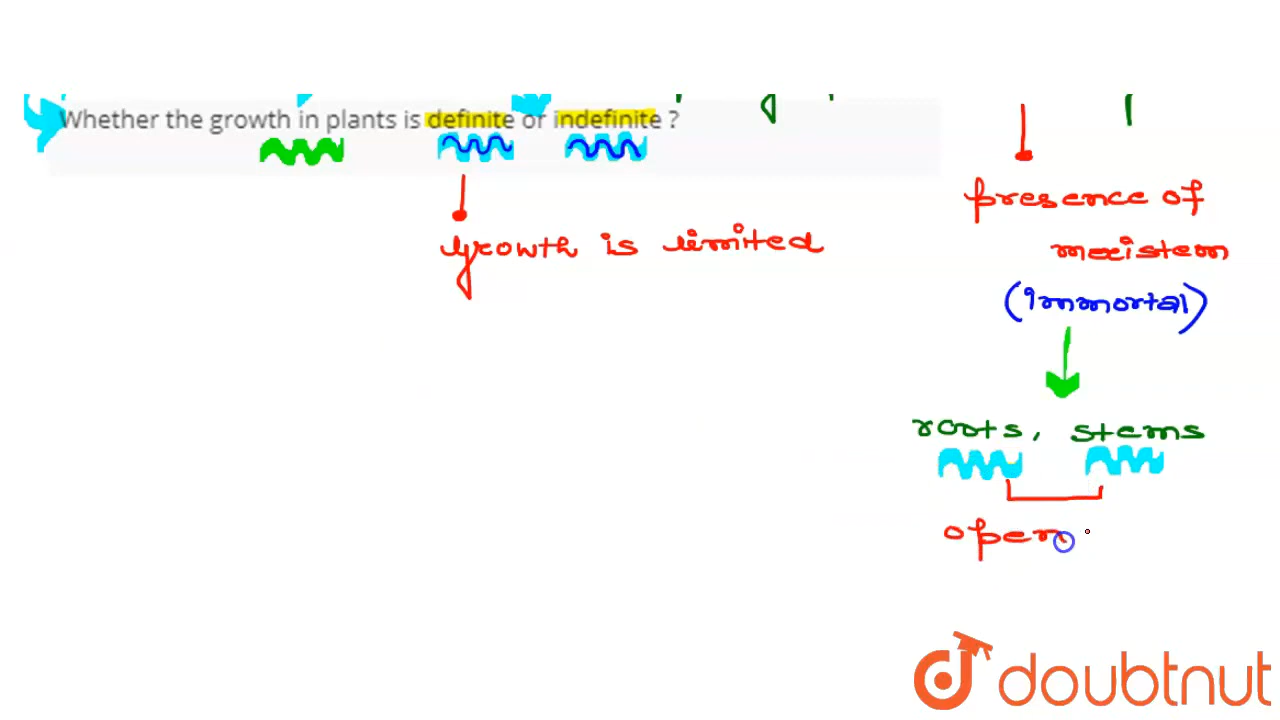 Whether the growth in plants is definite or indefinite ?
growth is limited
presence of
meristem
(Immortal)
roots, stems
open
doubtnut